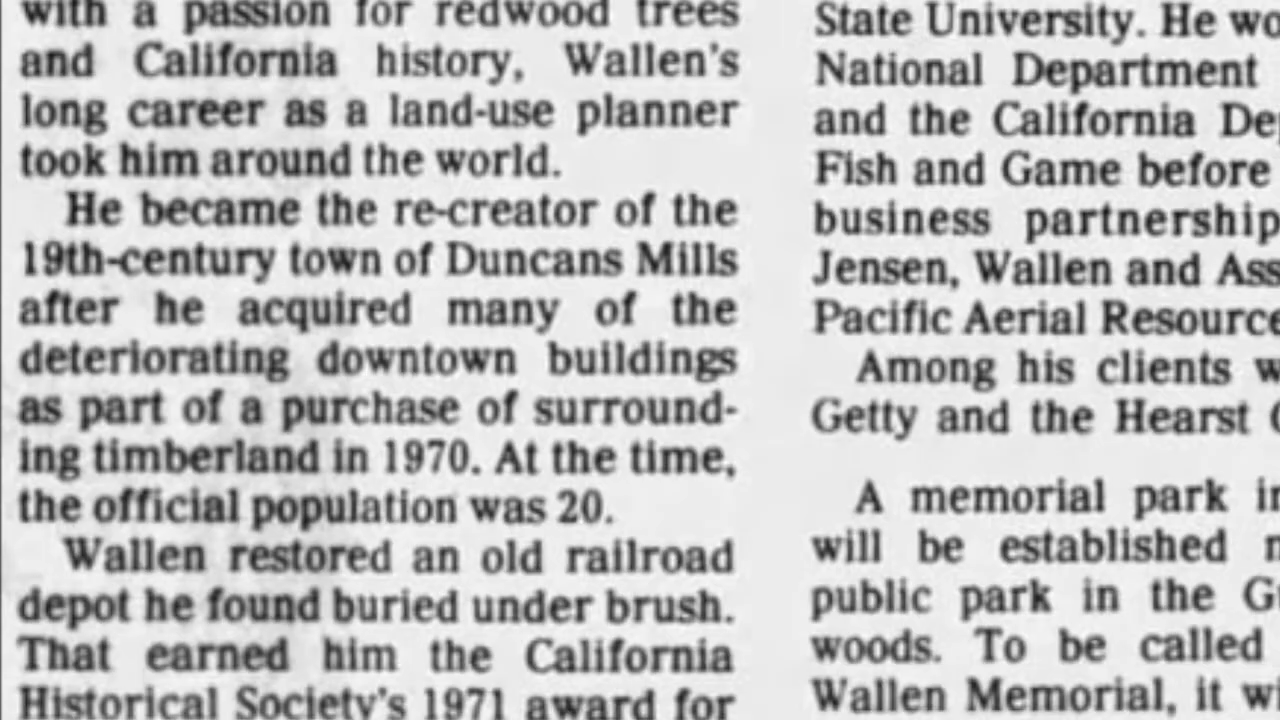 with a passion for redwood trees
and California history, Wallen's
long career as a land-use planner
took him around the world.
He became the re-creator of the
19th-century town of Duncans Mills
after he acquired many of the
deteriorating downtown buildings
as part of a purchase of surround-
ing timberland in 1970. At the time,
the official population was 20.
Wallen restored an old railroad
depot he found buried under brush.
That earned him the California
Historical Society's 1971 award for
State University. He wo
National Department
and the California De
Fish and Game before
business partnership
Jensen, Wallen and Ass
Pacific Aerial Resource
Among his clients w
Getty and the Hearst
A memorial park in
will be established
public park in the G
woods. To be called
Wallen Memorial, it wi